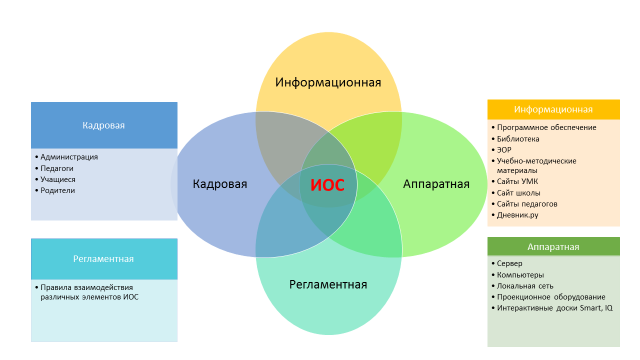 Информационная
Кадровая
ИОС
Аппаратная
Регламентная
Кадровая
• Администрация
• Педагоги
• Учащиеся
• Родители
Регламентная
• Правила взаимодействия
различных элементов ИОС
Информационная
• Програмное обеспечение
• Библиотека
• ЭОР
• Учебно-методические
материалы
• Сайты УМК
• Сайт школы
• Сайты педагогов
• Дневник.ру
Аппаратная
• Сервер
• Компьютеры
• Локальная сеть
• Проекционное оборудование
• Интерактивные доски Smart, IQ